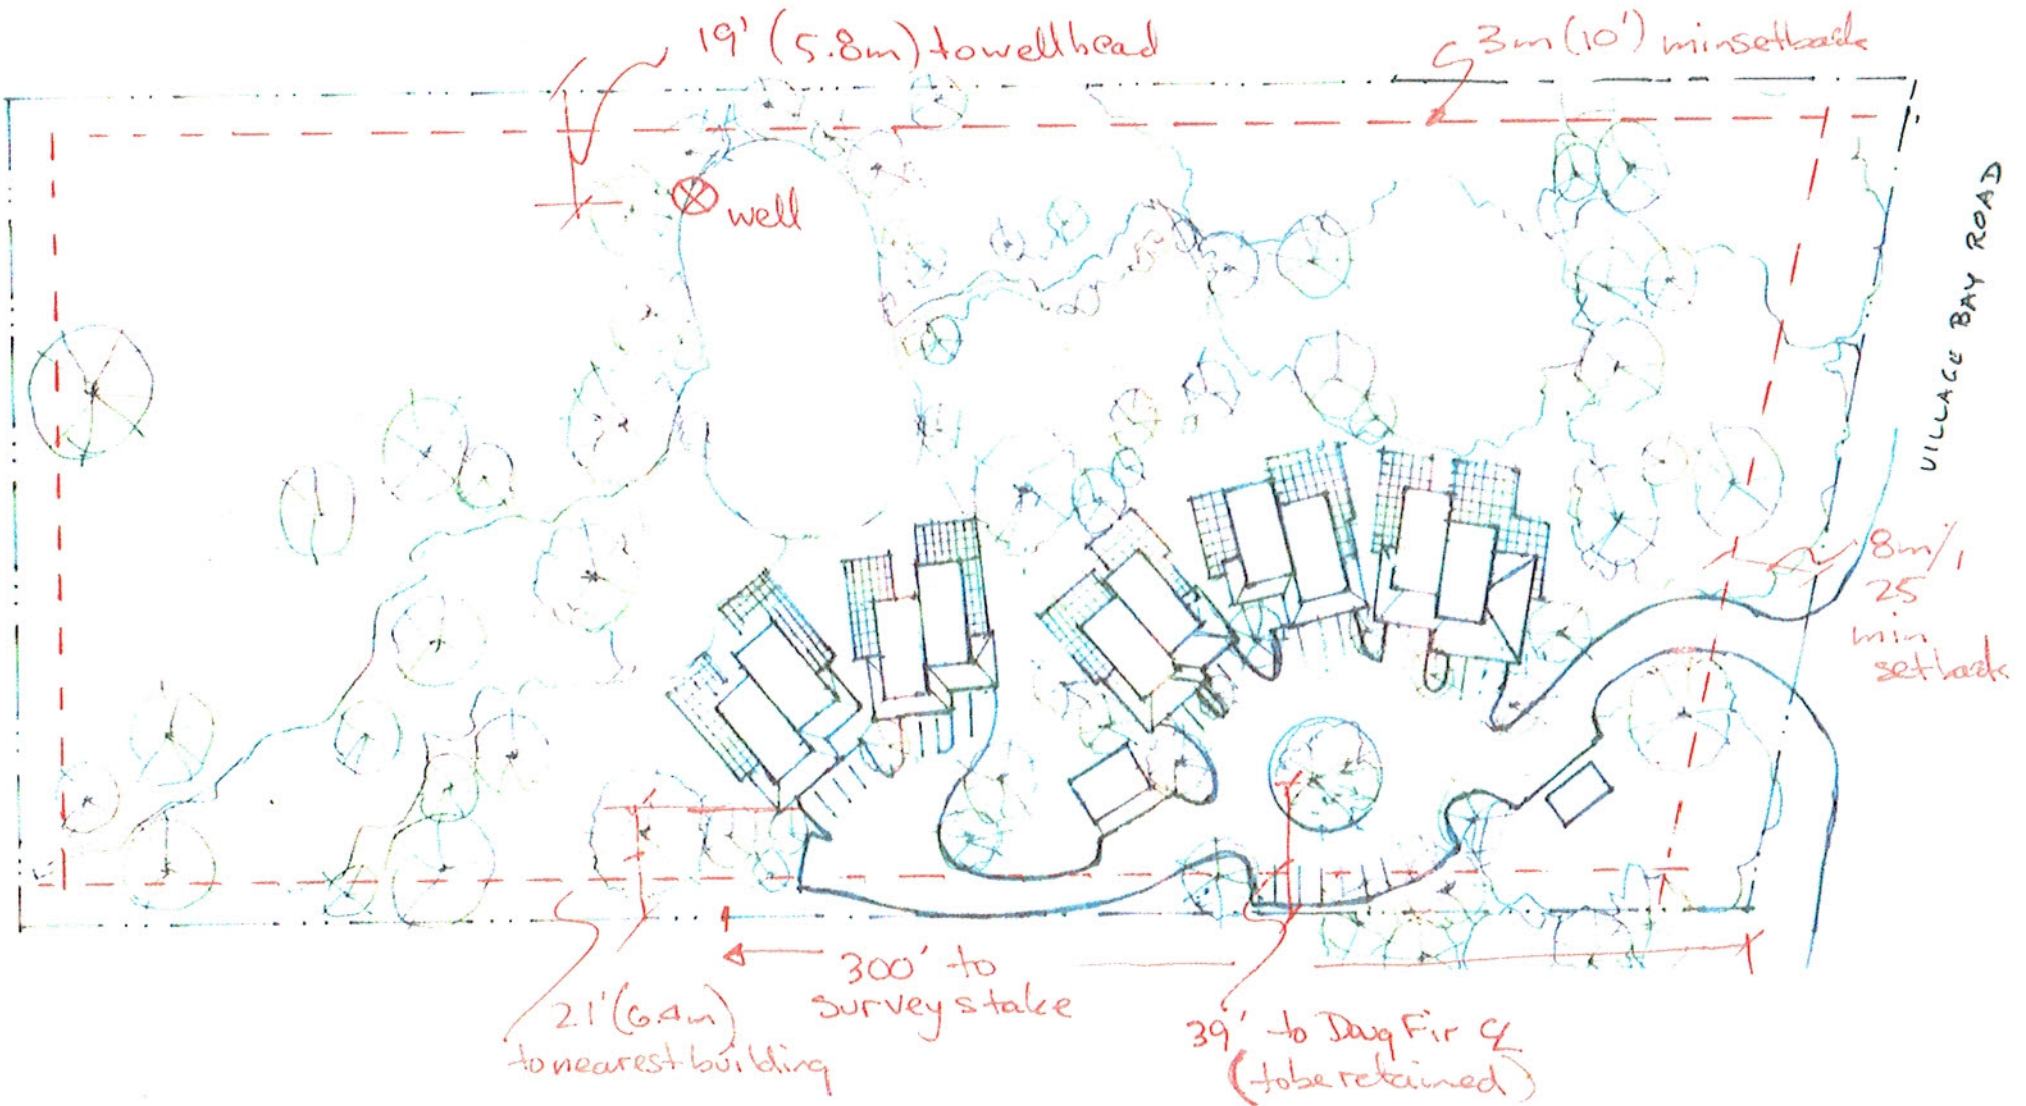 19' (5.8m) to wellhead
3m (10') min setback
well
VILLAGE BAY ROAD
8m/
25
min
setback
300' to
survey stake
21' (6.4m)
to nearest building
39' to Doug Fir ℄
(to be retained)